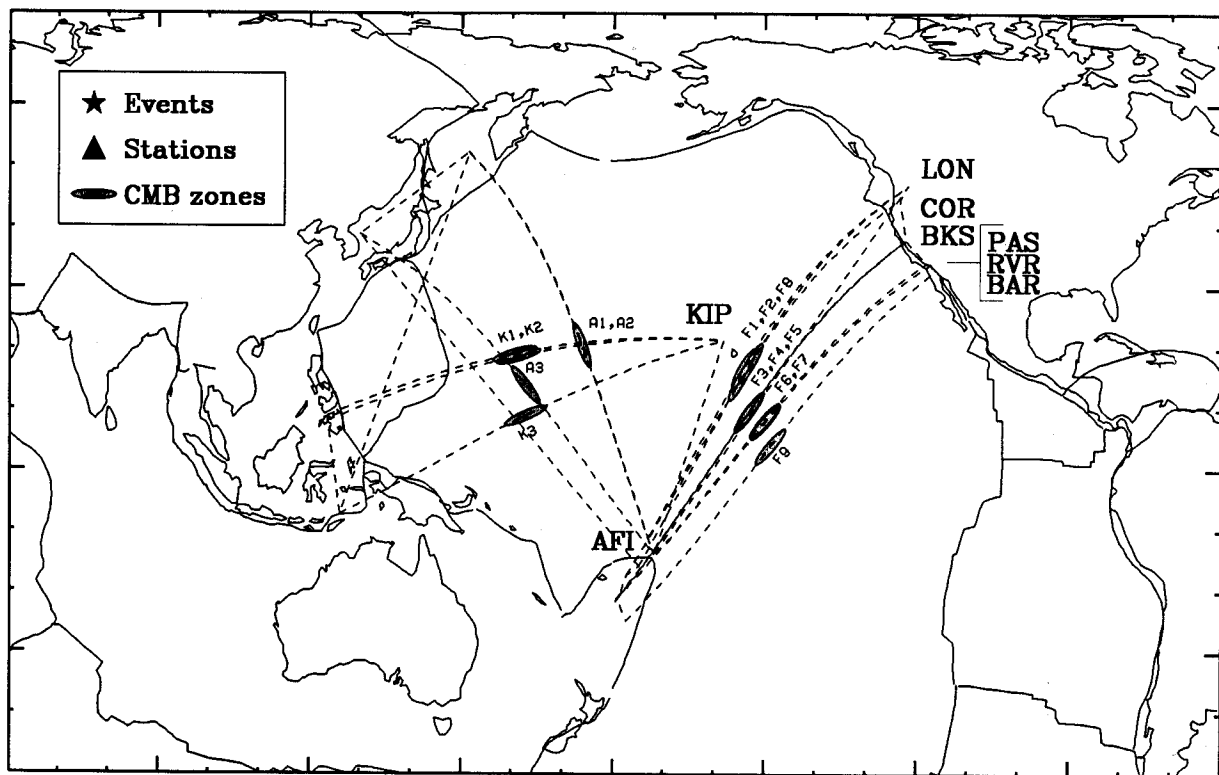 Events
Stations
CMB zones
LON
COR
BKS
PAS
RVR
BAR
KIP
F1, F2, F8
A1, A2
K1, K2
F3, F4, F5
A3
F6, F7
K3
F9
AFI